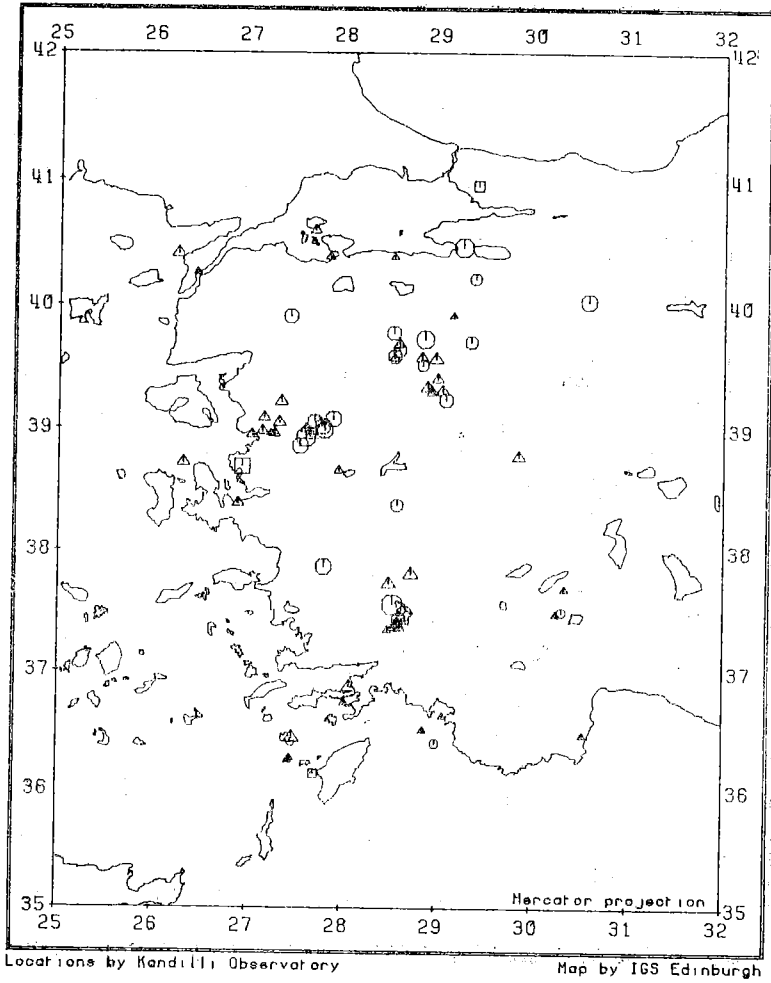 25 26 27 28 29 30 31 32
42 42
41 41
40 40
39 39
38 38
37 37
36 36
35 35
Mercator projection
25 26 27 28 29 30 31 32
Locations by Kandilli Observatory
Map by IGS Edinburgh